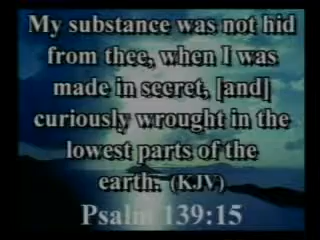 My substance was not hid
from thee, when I was
made in secret, [and]
curiously wrought in the
lowest parts of the
earth. (KJV)
Psalm 139:15